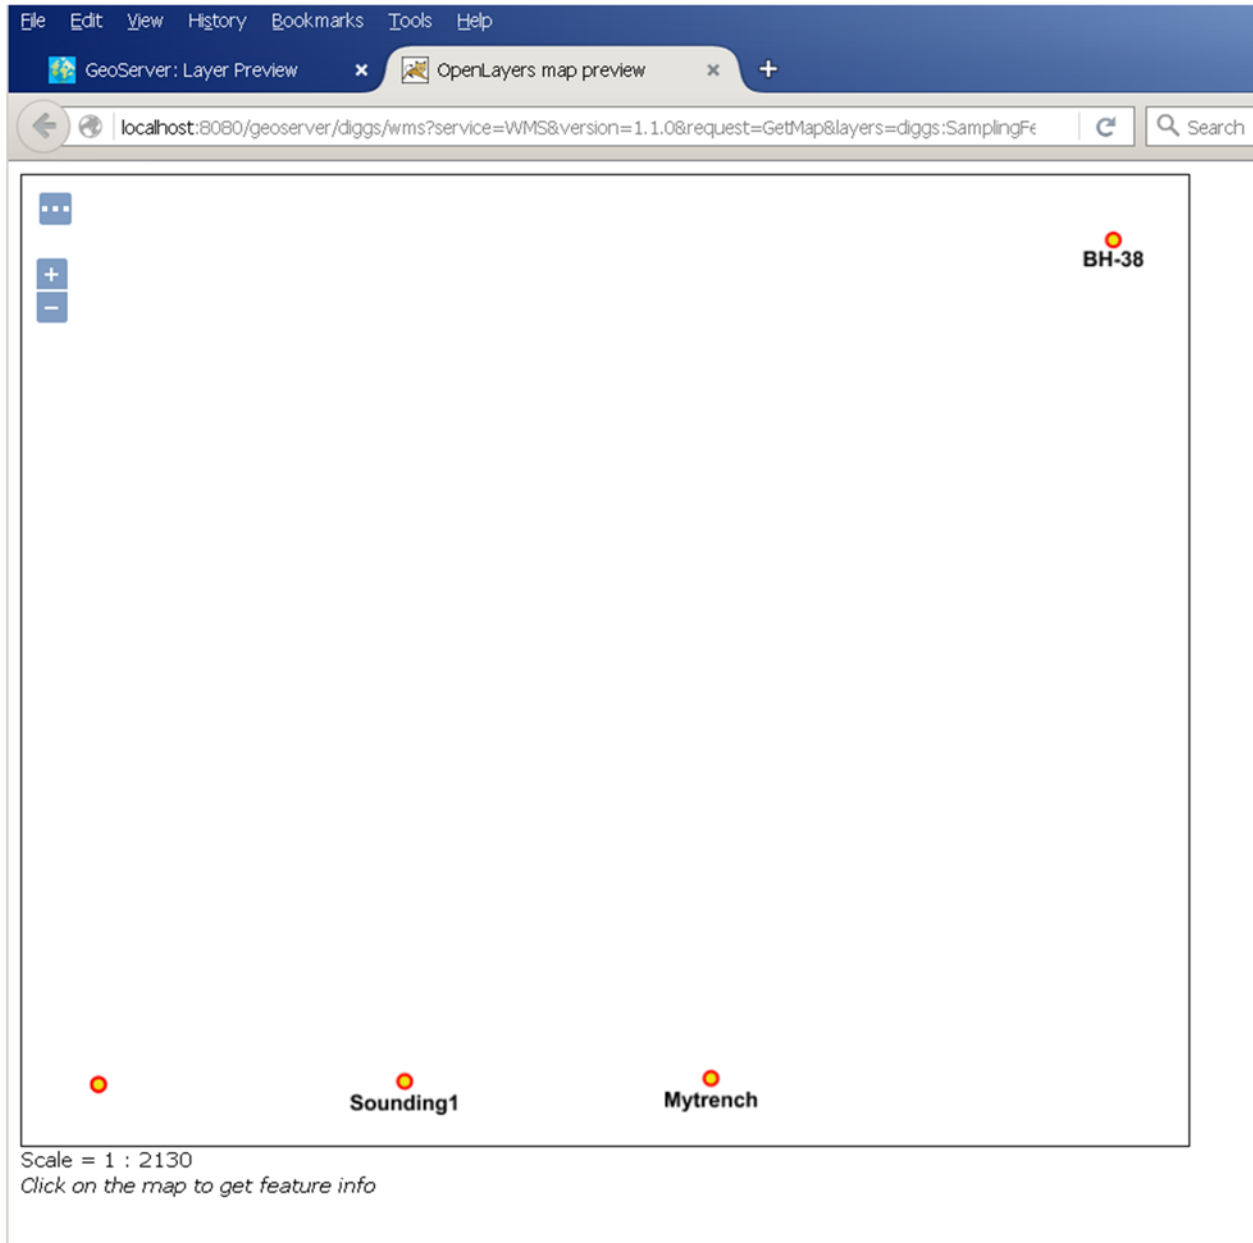 File Edit View History Bookmarks Tools Help
GeoServer: Layer Preview × OpenLayers map preview × +
localhost:8080/geoserver/diggs/wms?service=WMS&version=1.1.0&request=GetMap&layers=diggs:SamplingFe Search
+
−
BH-38
Sounding1 Mytrench
Scale = 1 : 2130
Click on the map to get feature info